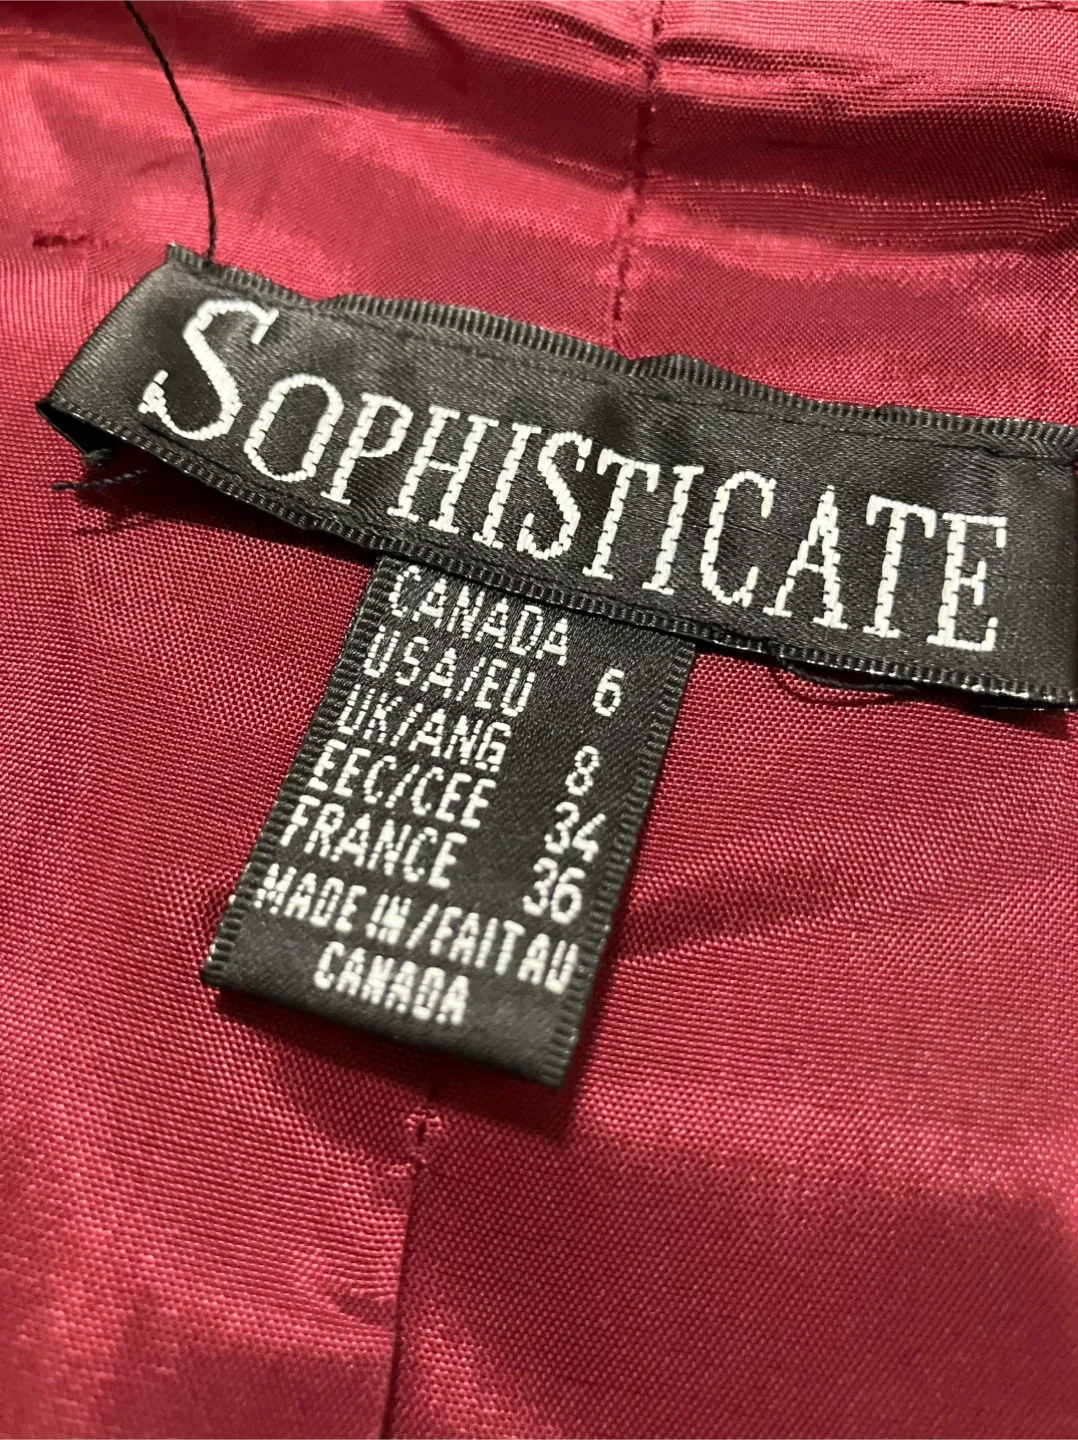 SOPHISTICATE
CANADA
USA/EU 6
UK/ANG 8
EEC/CEE 34
FRANCE 36
MADE IN/FAIT AU
CANADA